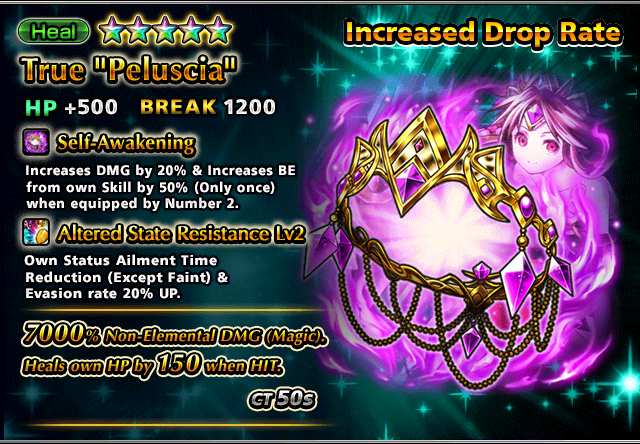 Heal
Increased Drop Rate
True "Peluscia"
HP +500 BREAK 1200
Self-Awakening
Increases DMG by 20% & Increases BE
from own Skill by 50% (Only once)
when equipped by Number 2.
Altered State Resistance Lv2
Own Status Ailment Time
Reduction (Except Faint) &
Evasion rate 20% UP.
7000% Non-Elemental DMG (Magic).
Heals own HP by 150 when HIT.
CT 50s